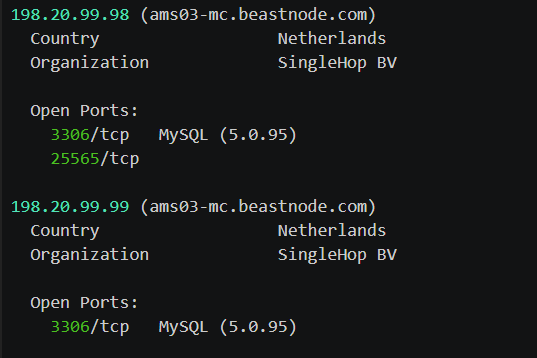 198.20.99.98 (ams03-mc.beastnode.com)
Country Netherlands
Organization SingleHop BV
Open Ports:
3306/tcp MySQL (5.0.95)
25565/tcp
198.20.99.99 (ams03-mc.beastnode.com)
Country Netherlands
Organization SingleHop BV
Open Ports:
3306/tcp MySQL (5.0.95)